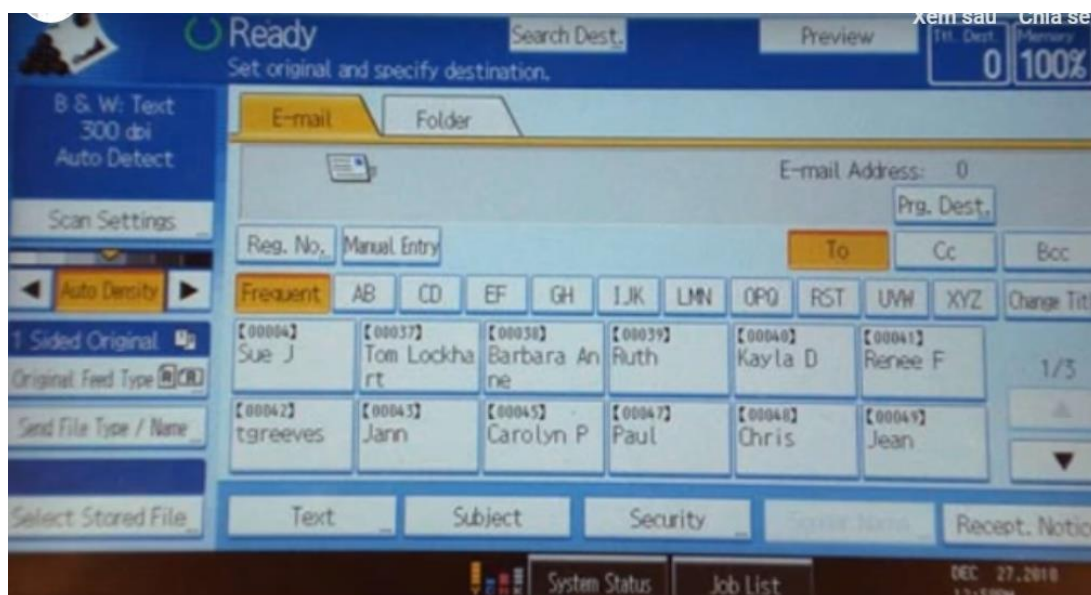 Xem sau Chia sẻ
Ready
Search Dest.
Preview
Ttl. Dest.
0
Memory
100%
Set original and specify destination.
B & W: Text
300 dpi
Auto Detect
Scan Settings
Auto Density
1 Sided Original
Original Feed Type
Send File Type / Name
Select Stored File
E-mail
Folder
E-mail Address: 0
Prg. Dest.
Reg. No.
Manual Entry
To
Cc
Bcc
Frequent
AB
CD
EF
GH
IJK
LMN
OPQ
RST
UVW
XYZ
Change Titl
【00004】
Sue J
【00037】
Tom Lockha
rt
【00038】
Barbara An
ne
【00039】
Ruth
【00040】
Kayla D
【00041】
Renee F
1/3
【00042】
tgreeves
【00043】
Jann
【00045】
Carolyn P
【00047】
Paul
【00048】
Chris
【00049】
Jean
Text
Subject
Security
Recept. Notic
System Status
Job List
DEC 27,2010